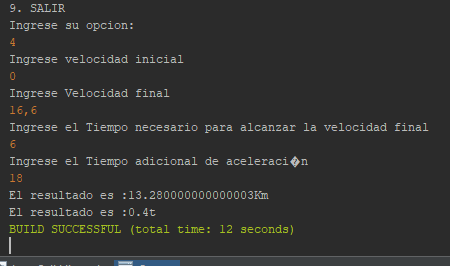 9. SALIR
Ingrese su opcion:
4
Ingrese velocidad inicial
0
Ingrese Velocidad final
16,6
Ingrese el Tiempo necesario para alcanzar la velocidad final
6
Ingrese el Tiempo adicional de aceleraci�n
18
El resultado es :13.280000000000003Km
El resultado es :0.4t
BUILD SUCCESSFUL (total time: 12 seconds)